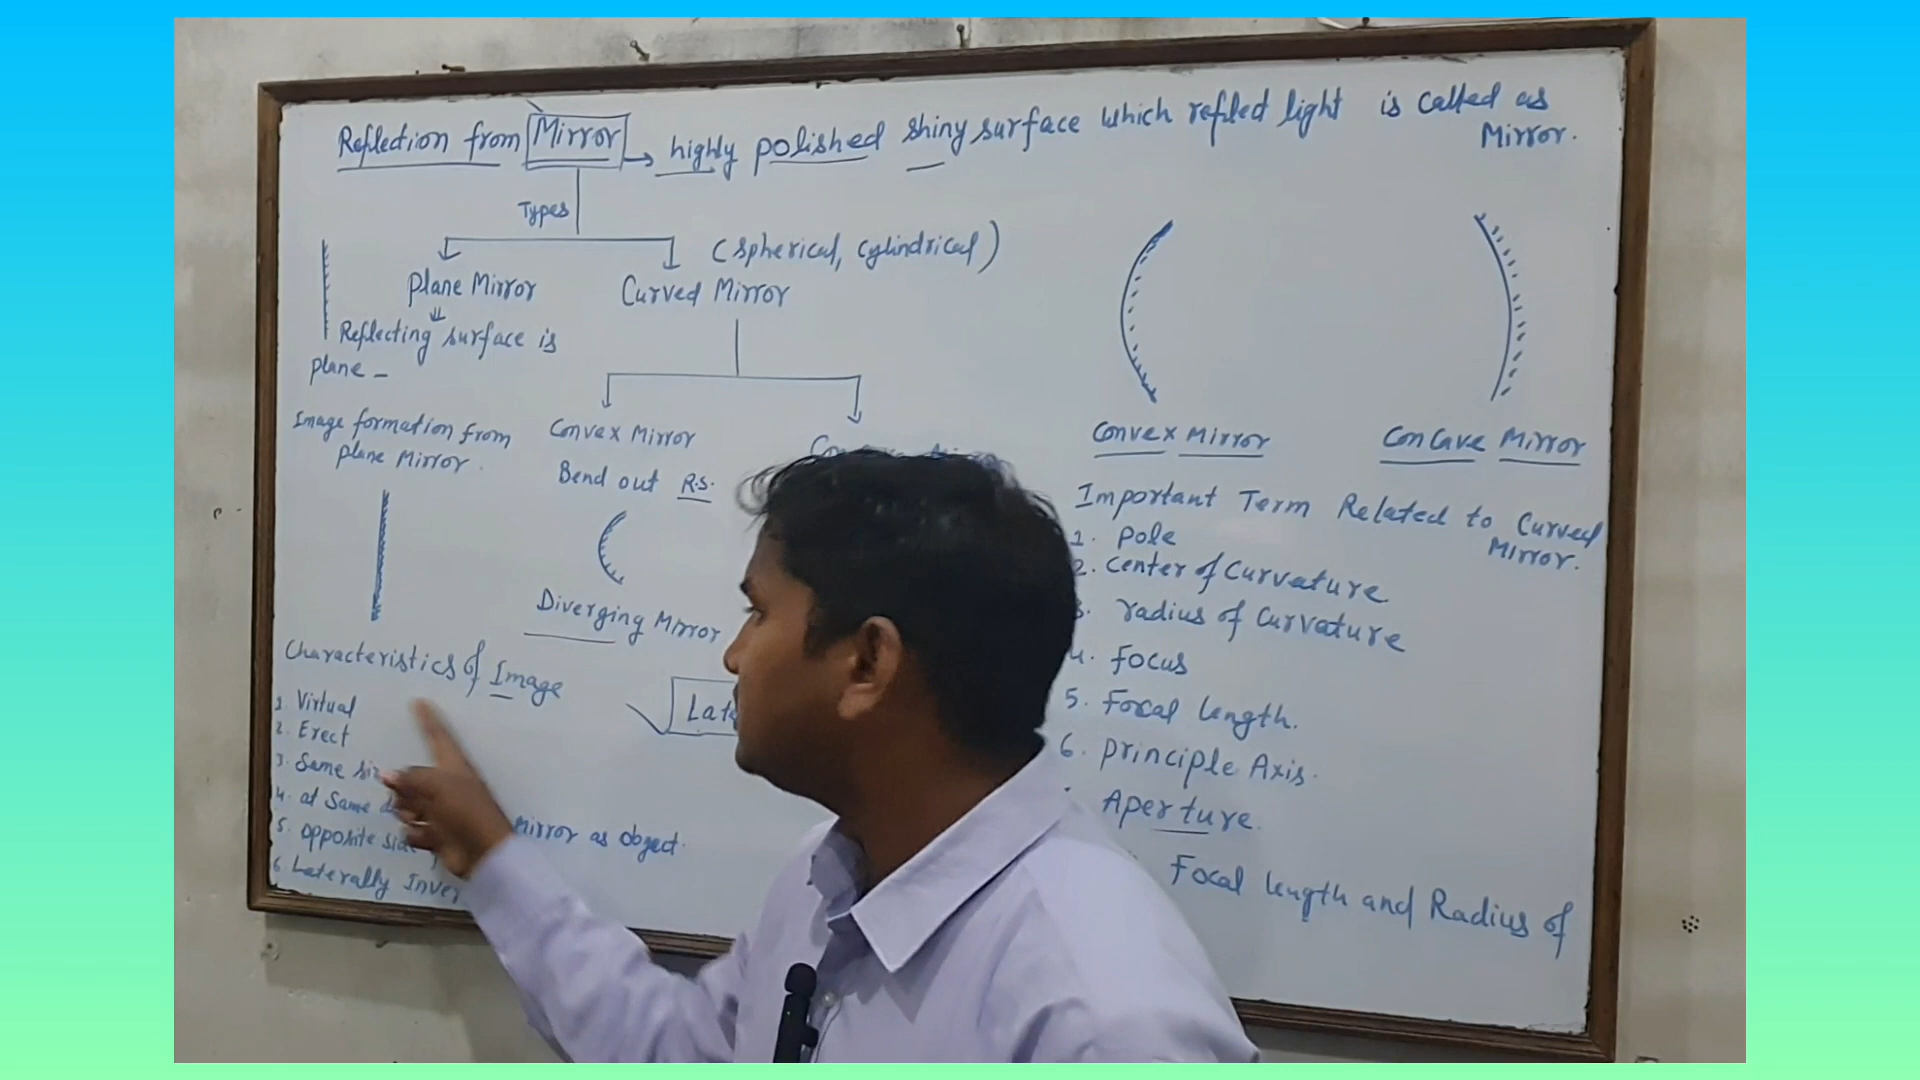 Reflection from Mirror → highly polished shiny surface which refled light is called as
Mirror.
Types
Plane Mirror
Curved Mirror
(spherical, cylindrical)
Reflecting surface is
plane -
Image formation from
plane Mirror.
Convex Mirror
Bend out R.S.
Diverging Mirror
Characteristics of Image
1. Virtual
2. Erect
3. Same
4. at Same
5. opposite
Mirror as object.
6. Laterally
Convex Mirror
Concave Mirror
Important Term Related to Curved
Mirror.
1. Pole
2. Center of Curvature
radius of Curvature
4. Focus
5. Focal length.
6. principle Axis.
Aperture.
Focal length and Radius of